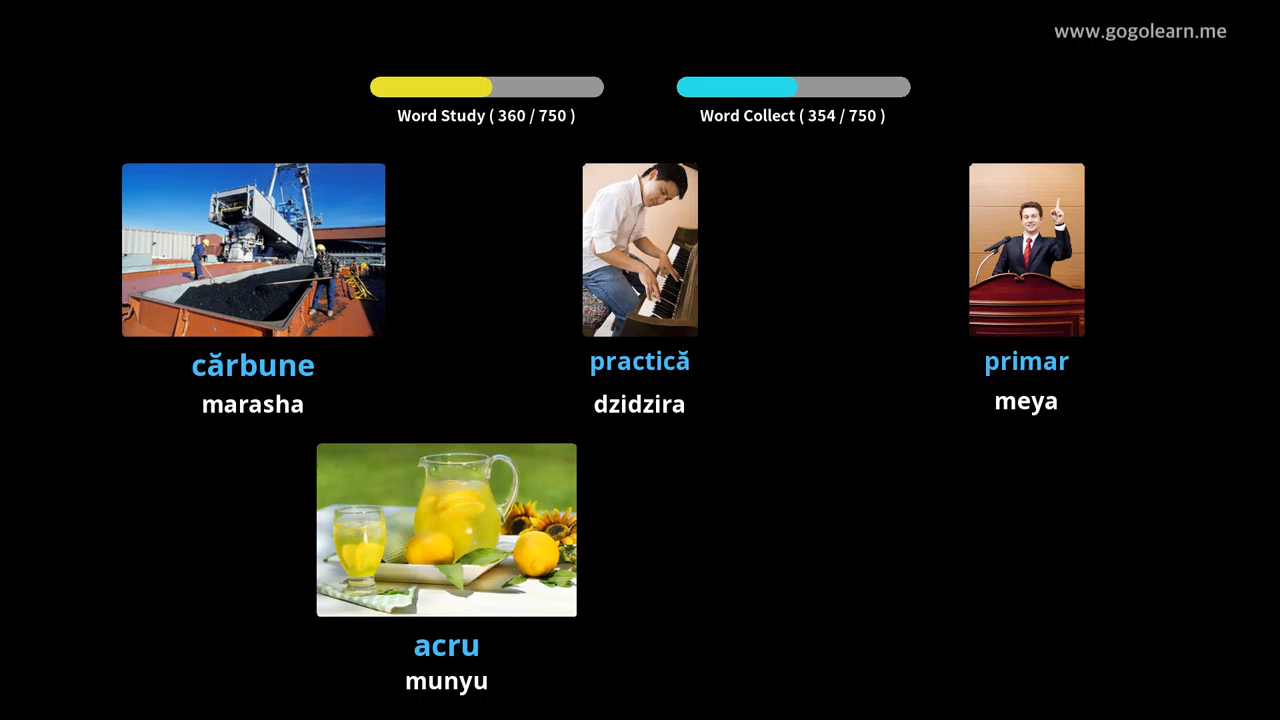 www.gogolearn.me
Word Study ( 360 / 750 )
Word Collect ( 354 / 750 )
cărbune
marasha
practică
dzidzira
primar
meya
acru
munyu